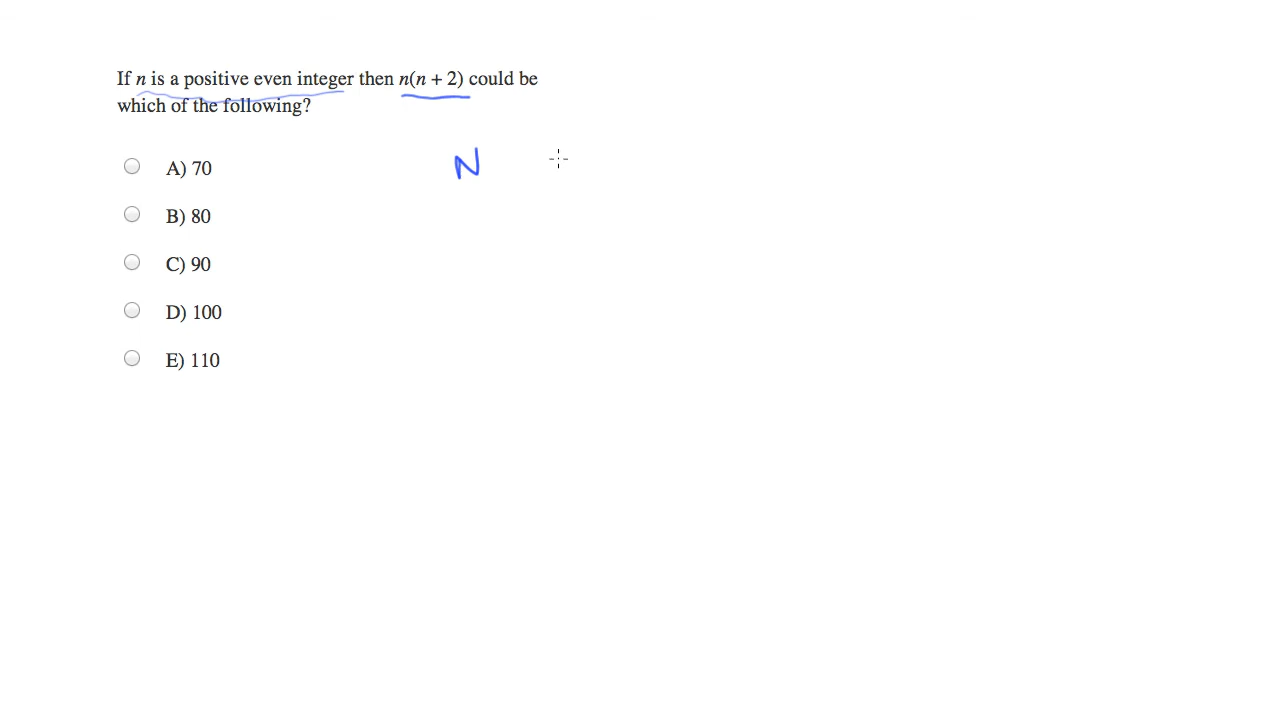 If n is a positive even integer then n(n + 2) could be
which of the following?
N
A) 70
B) 80
C) 90
D) 100
E) 110